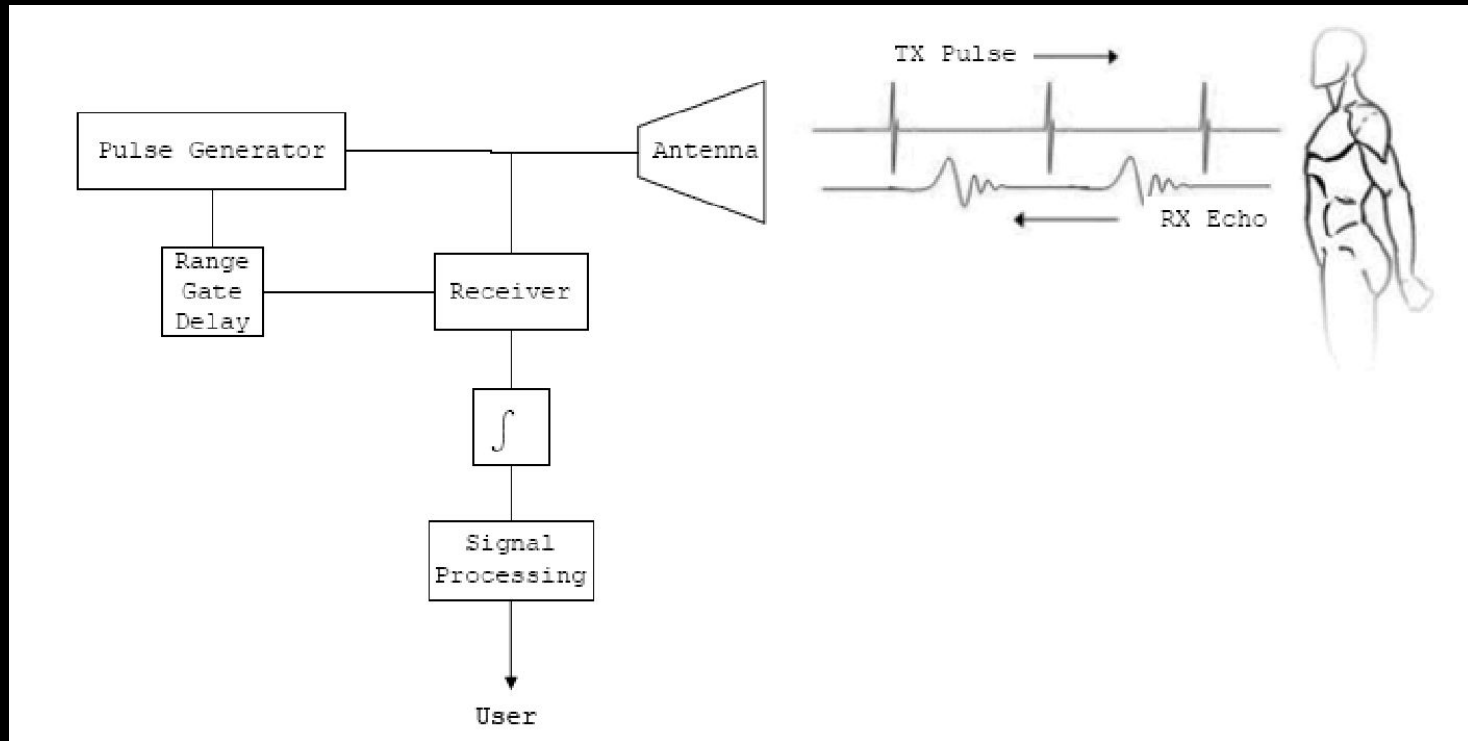 TX Pulse
Pulse Generator
Antenna
RX Echo
Range
Gate
Delay
Receiver
∫
Signal
Processing
User